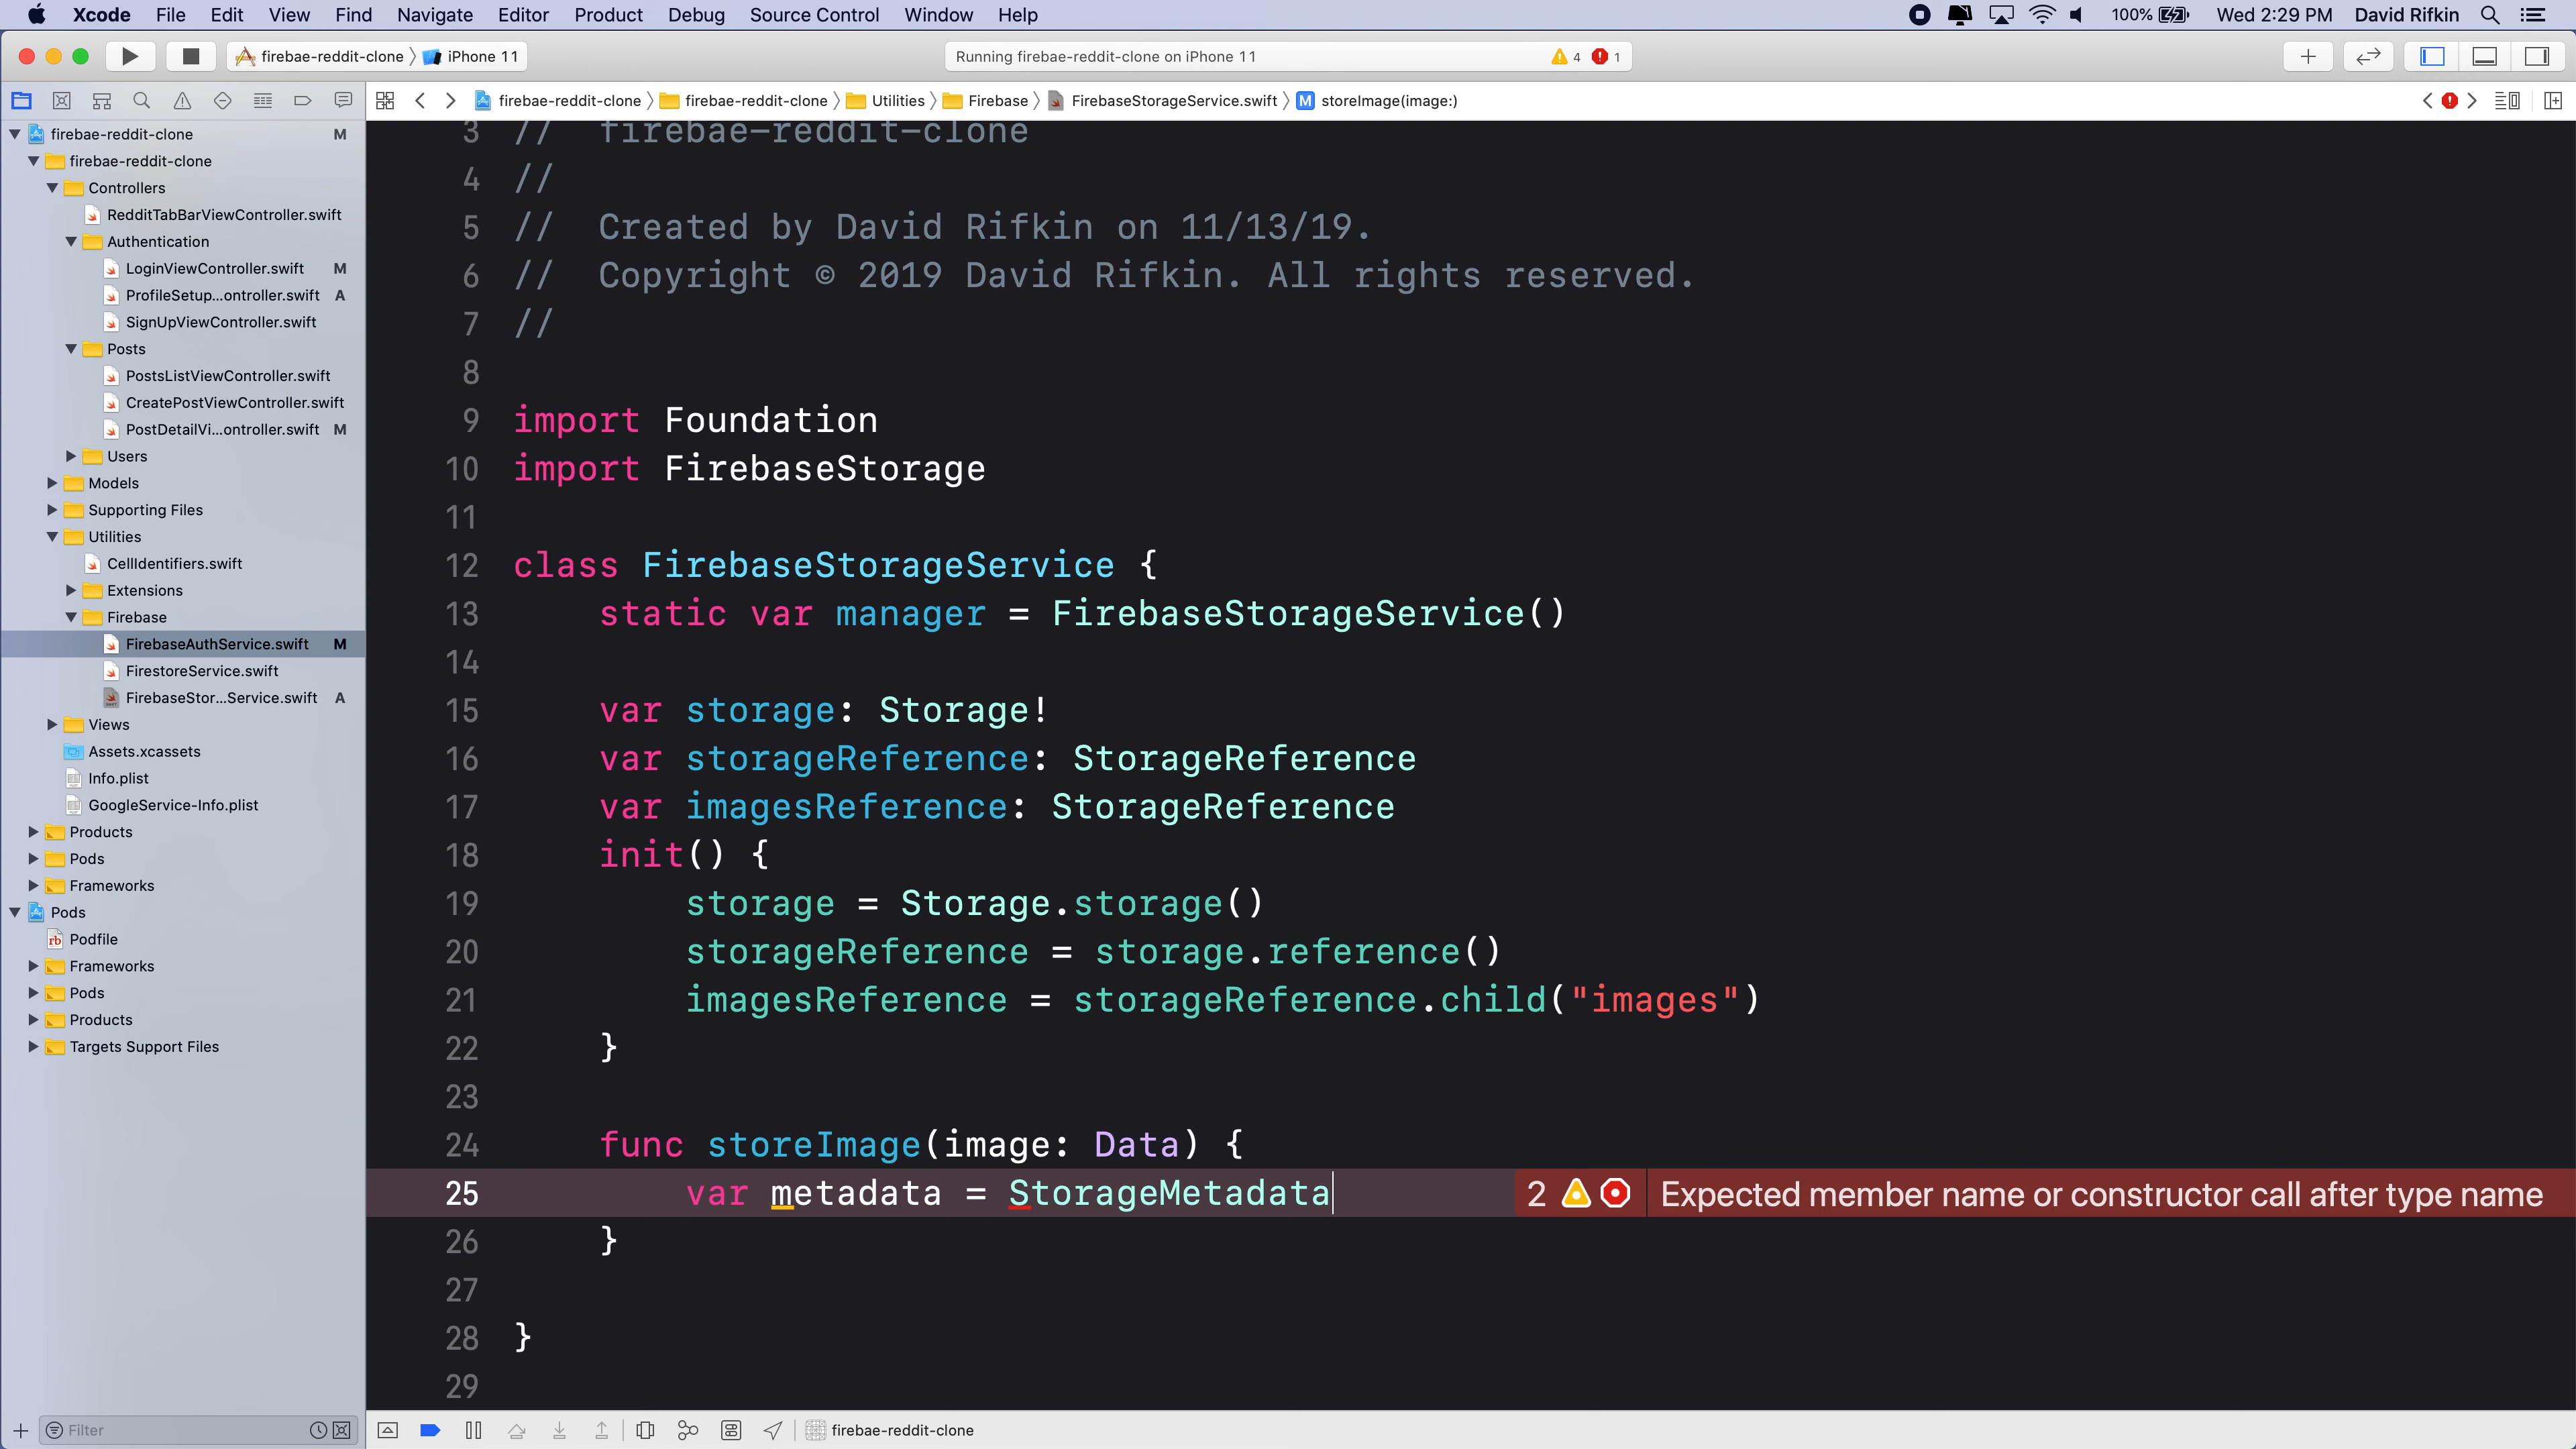 Xcode File Edit View Find Navigate Editor Product Debug Source Control Window Help 100% Wed 2:29 PM David Rifkin
firebae-reddit-clone iPhone 11 Running firebae-reddit-clone on iPhone 11 4 1
firebae-reddit-clone firebae-reddit-clone Utilities Firebase FirebaseStorageService.swift M storeImage(image:)
firebae-reddit-clone M
firebae-reddit-clone
Controllers
RedditTabBarViewController.swift
Authentication
LoginViewController.swift M
ProfileSetup...ontroller.swift A
SignUpViewController.swift
Posts
PostsListViewController.swift
CreatePostViewController.swift
PostDetailVi...ontroller.swift M
Users
Models
Supporting Files
Utilities
CellIdentifiers.swift
Extensions
Firebase
FirebaseAuthService.swift M
FirestoreService.swift
FirebaseStor...Service.swift A
Views
Assets.xcassets
Info.plist
GoogleService-Info.plist
Products
Pods
Frameworks
Pods
rb Podfile
Frameworks
Pods
Products
Targets Support Files
Filter
3 // firebae-reddit-clone
4 //
5 // Created by David Rifkin on 11/13/19.
6 // Copyright © 2019 David Rifkin. All rights reserved.
7 //
8
9 import Foundation
10 import FirebaseStorage
11
12 class FirebaseStorageService {
13 static var manager = FirebaseStorageService()
14
15 var storage: Storage!
16 var storageReference: StorageReference
17 var imagesReference: StorageReference
18 init() {
19 storage = Storage.storage()
20 storageReference = storage.reference()
21 imagesReference = storageReference.child("images")
22 }
23
24 func storeImage(image: Data) {
25 var metadata = StorageMetadata 2 Expected member name or constructor call after type name
26 }
27
28 }
29
firebae-reddit-clone